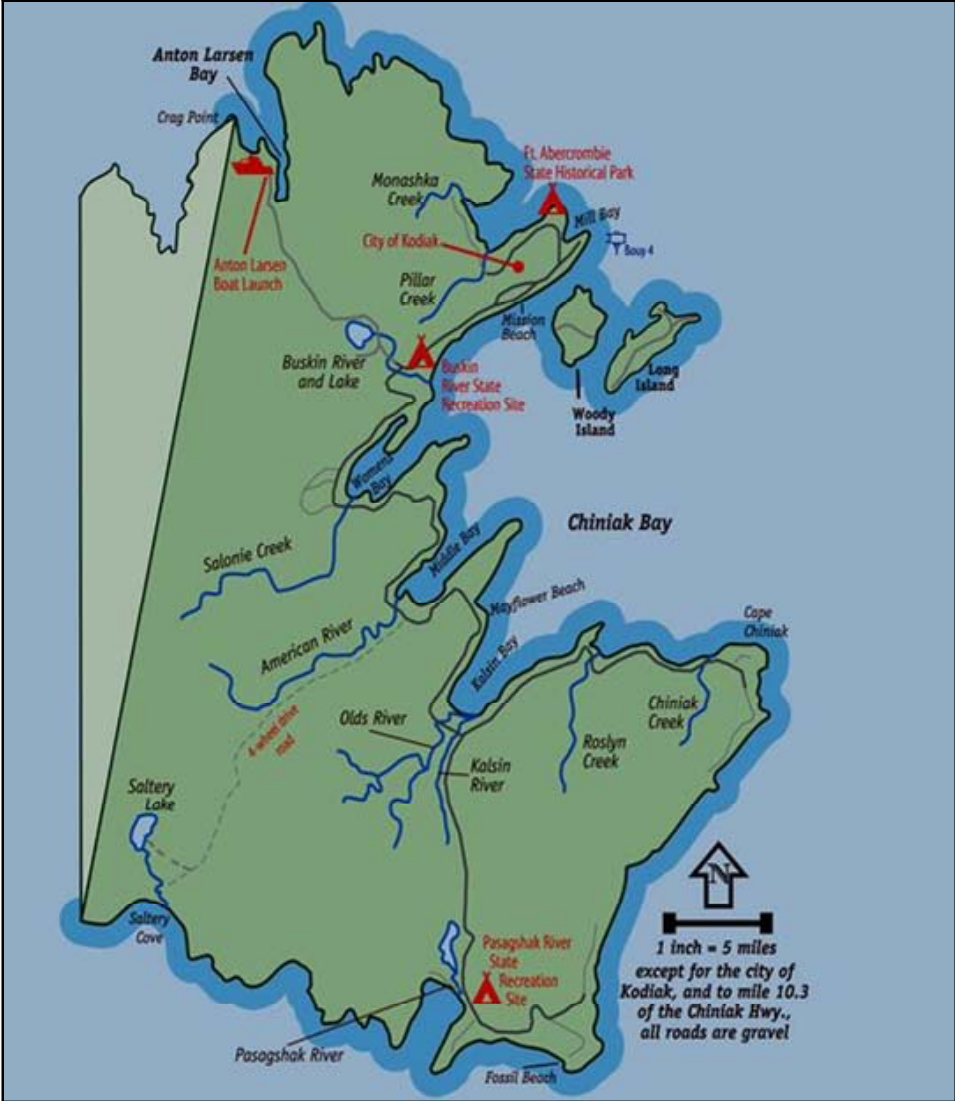 Anton Larsen
Bay
Crag Point
Ft. Abercrombie
State Historical Park
Monashka
Creek
Mill Bay
City of Kodiak
Bouy 4
Anton Larsen
Boat Launch
Pillar
Creek
Mission
Beach
Buskin River
and Lake
Buskin
River State
Recreation Site
Long
Island
Woody
Island
Womens
Bay
Chiniak Bay
Middle Bay
Salonie Creek
Mayflower Beach
Cape
Chiniak
American River
Kalsin Bay
Olds River
4-wheel drive
road
Chiniak
Creek
Roslyn
Creek
Kalsin
River
Saltery
Lake
N
Saltery
Cove
1 inch = 5 miles
except for the city of
Kodiak, and to mile 10.3
of the Chiniak Hwy.,
all roads are gravel
Pasagshak River
State
Recreation
Site
Pasagshak River
Fossil Beach